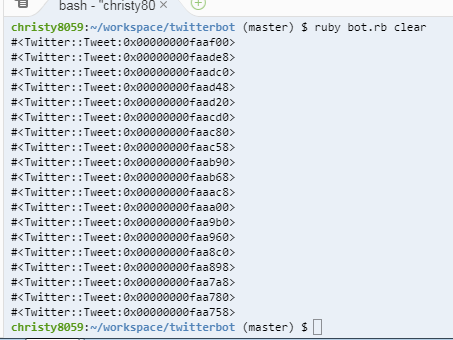 bash - "christy80
christy8059:~/workspace/twitterbot (master) $ ruby bot.rb clear
#<Twitter::Tweet:0x00000000faaf00>
#<Twitter::Tweet:0x00000000faade8>
#<Twitter::Tweet:0x00000000faadc0>
#<Twitter::Tweet:0x00000000faad48>
#<Twitter::Tweet:0x00000000faad20>
#<Twitter::Tweet:0x00000000faacd0>
#<Twitter::Tweet:0x00000000faac80>
#<Twitter::Tweet:0x00000000faac58>
#<Twitter::Tweet:0x00000000faab90>
#<Twitter::Tweet:0x00000000faab68>
#<Twitter::Tweet:0x00000000faaac8>
#<Twitter::Tweet:0x00000000faaa00>
#<Twitter::Tweet:0x00000000faa9b0>
#<Twitter::Tweet:0x00000000faa960>
#<Twitter::Tweet:0x00000000faa8c0>
#<Twitter::Tweet:0x00000000faa898>
#<Twitter::Tweet:0x00000000faa7a8>
#<Twitter::Tweet:0x00000000faa780>
#<Twitter::Tweet:0x00000000faa758>
christy8059:~/workspace/twitterbot (master) $